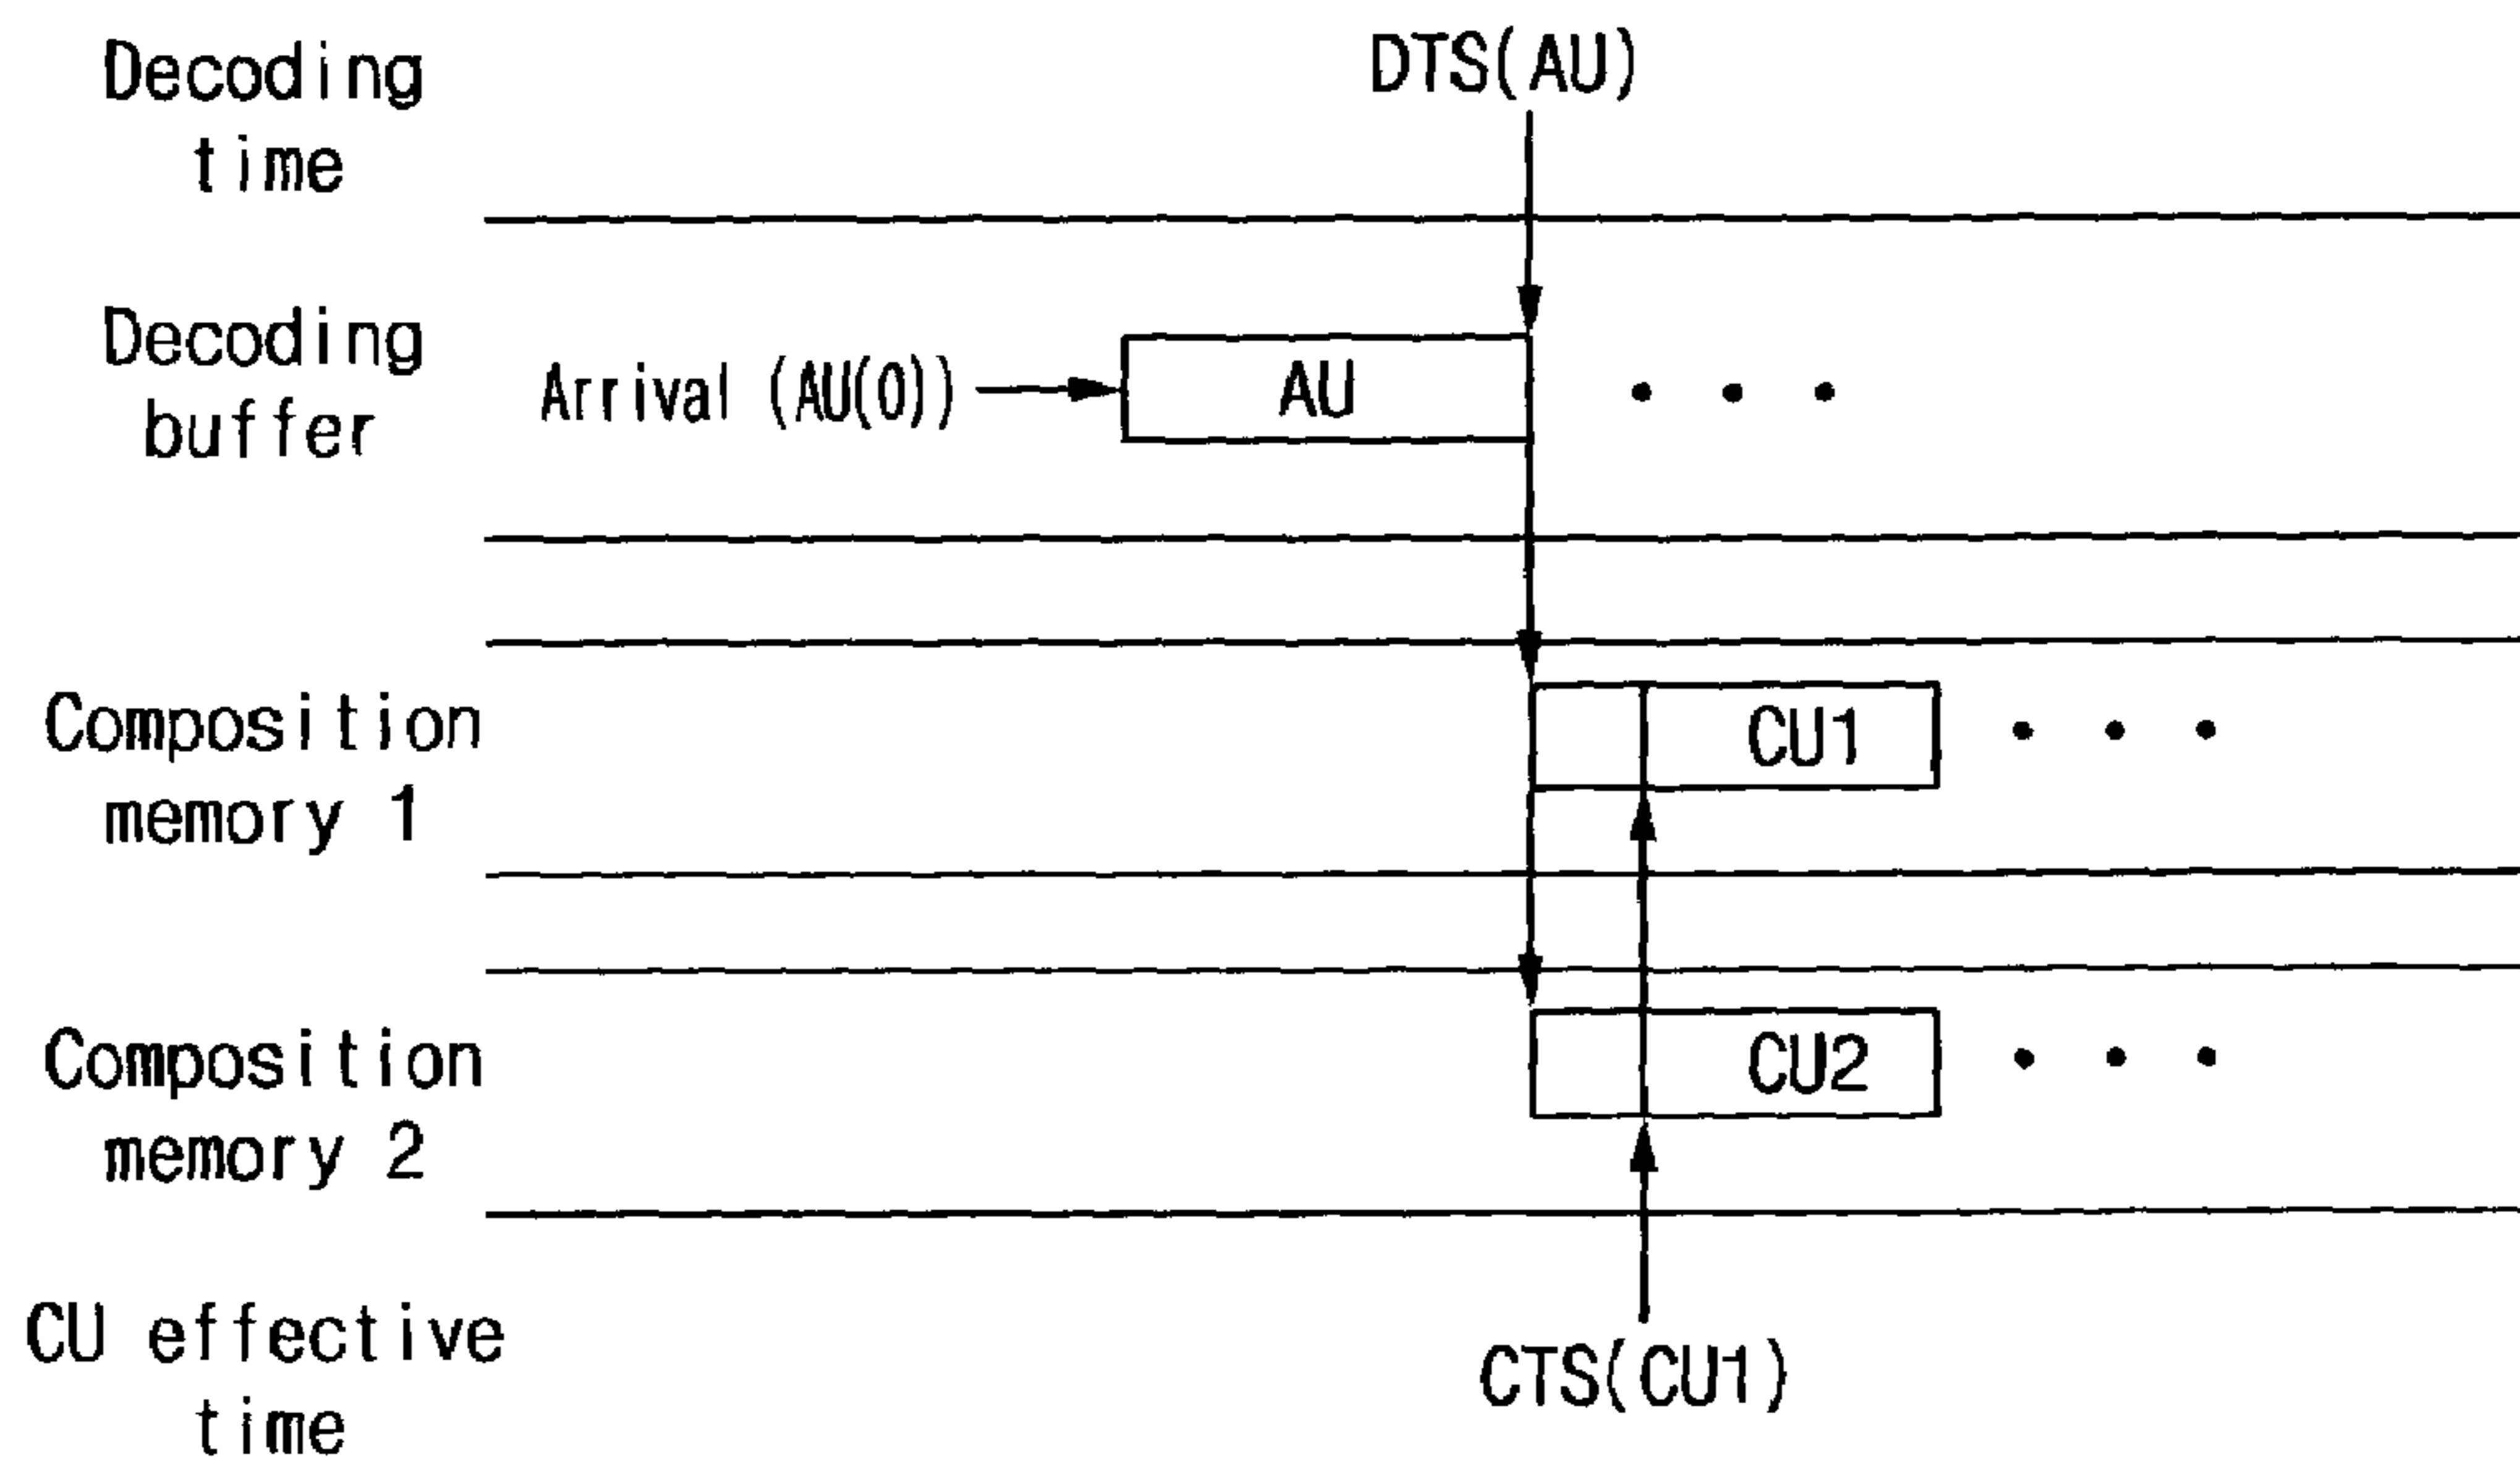 Decoding
time
DTS(AU)
Decoding
buffer
Arrival (AU(0))
AU
Composition
memory 1
CU1
Composition
memory 2
CU2
CU effective
time
CTS(CU1)